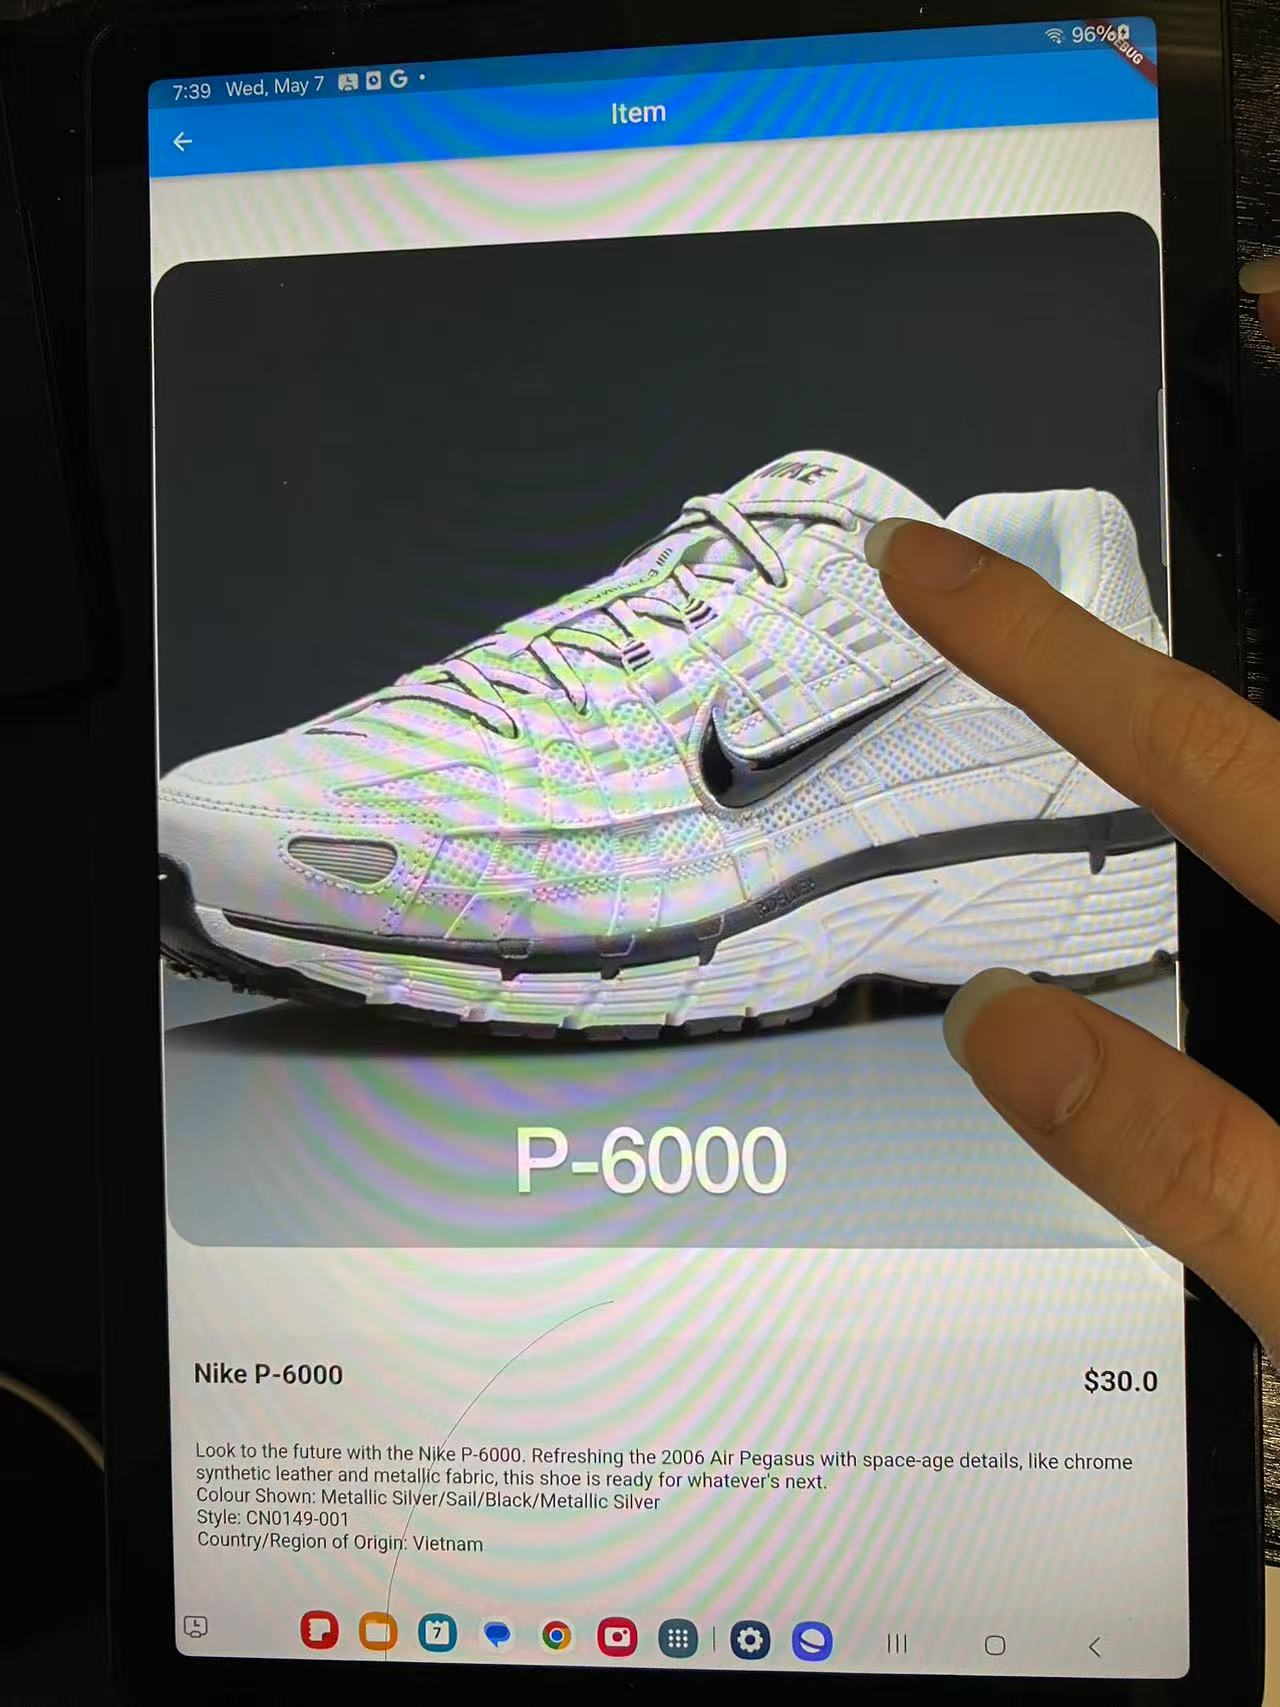 7:39 Wed, May 7 G
96%
Item
NIKE
P-6000
Nike P-6000
$30.0
Look to the future with the Nike P-6000. Refreshing the 2006 Air Pegasus with space-age details, like chrome
synthetic leather and metallic fabric, this shoe is ready for whatever's next.
Colour Shown: Metallic Silver/Sail/Black/Metallic Silver
Style: CN0149-001
Country/Region of Origin: Vietnam
7